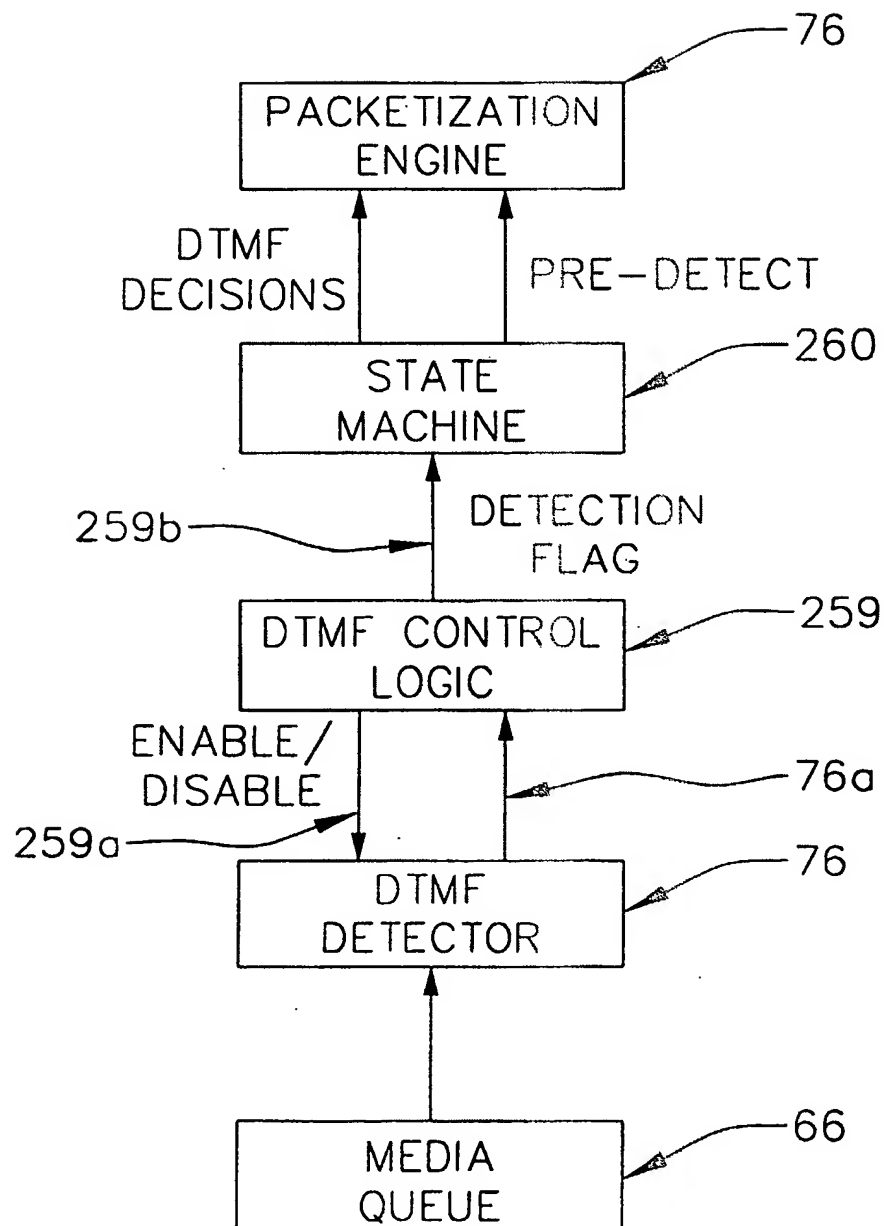 76
PACKETIZATION
ENGINE
DTMF
DECISIONS
PRE-DETECT
260
STATE
MACHINE
259b
DETECTION
FLAG
259
DTMF CONTROL
LOGIC
ENABLE/
DISABLE
76a
259a
76
DTMF
DETECTOR
66
MEDIA
QUEUE